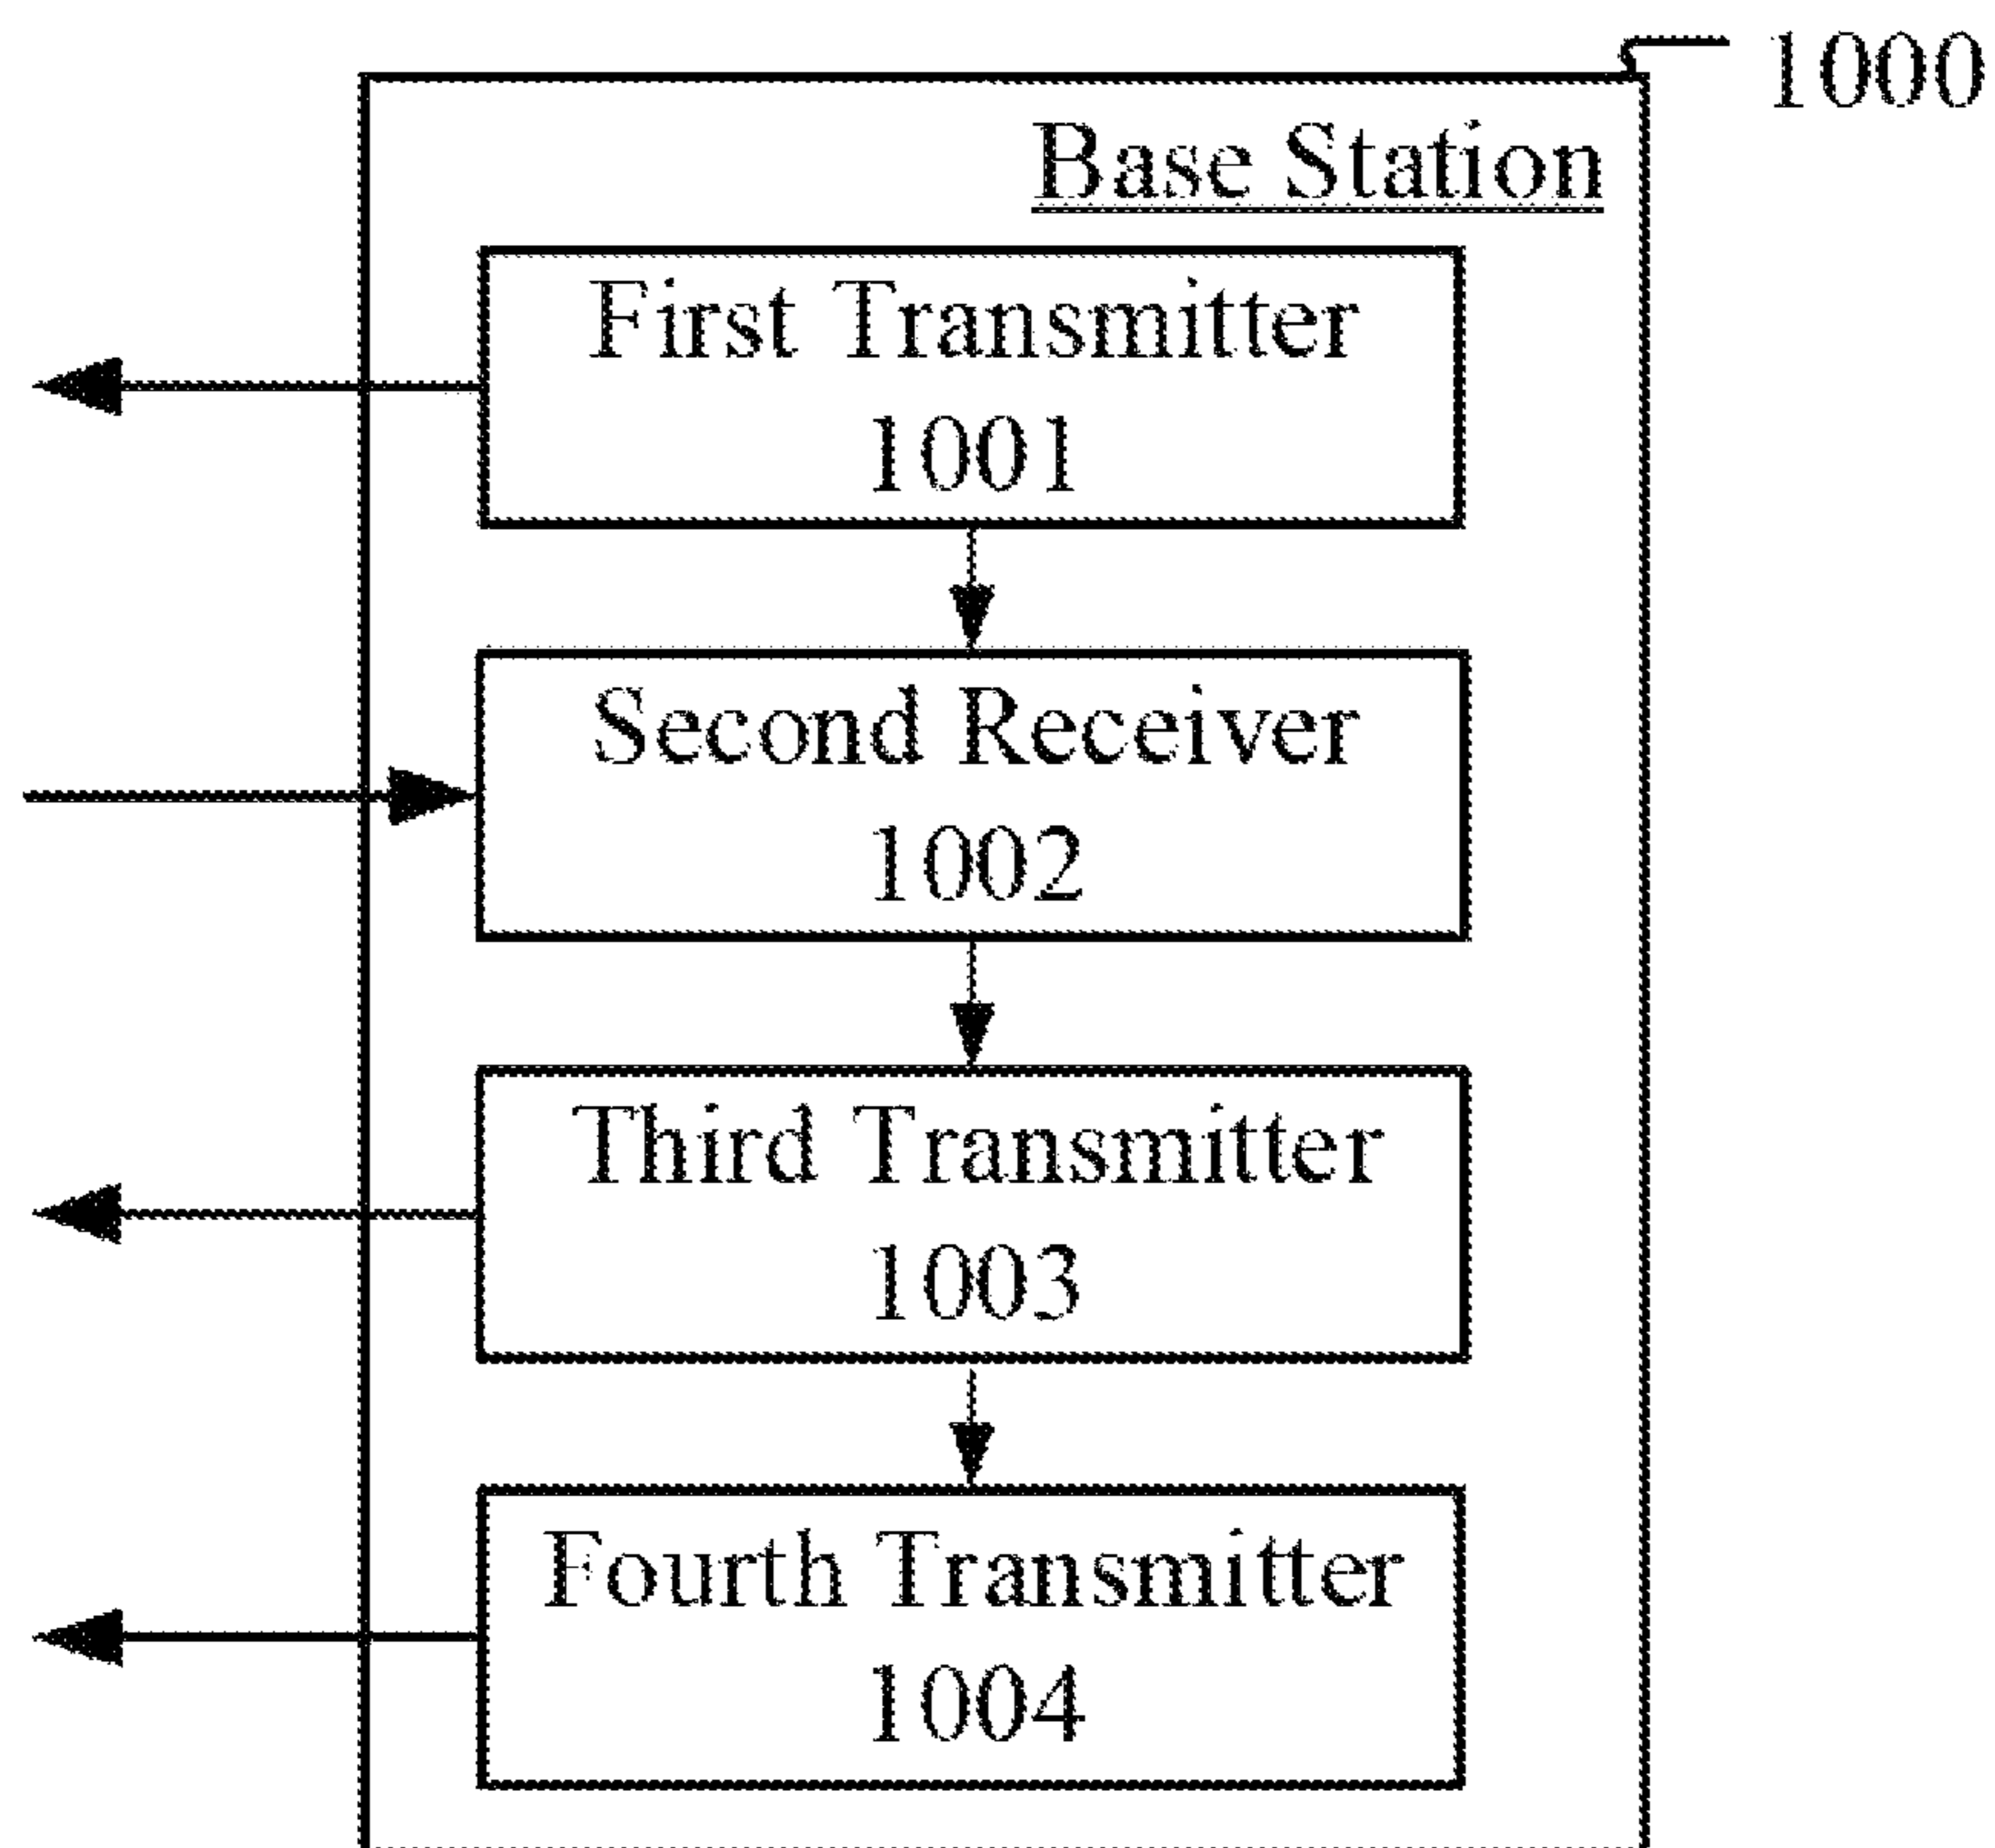 1000
Base Station
First Transmitter
1001
Second Receiver
1002
Third Transmitter
1003
Fourth Transmitter
1004